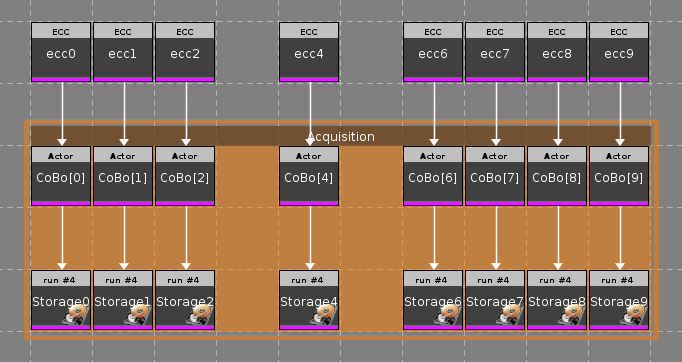 ECC ECC ECC ECC ECC ECC ECC ECC
ecc0 ecc1 ecc2 ecc4 ecc6 ecc7 ecc8 ecc9
Acquisition
Actor Actor Actor Actor Actor Actor Actor Actor
CoBo[0] CoBo[1] CoBo[2] CoBo[4] CoBo[6] CoBo[7] CoBo[8] CoBo[9]
run #4 run #4 run #4 run #4 run #4 run #4 run #4 run #4
Storage0 Storage1 Storage2 Storage4 Storage6 Storage7 Storage8 Storage9